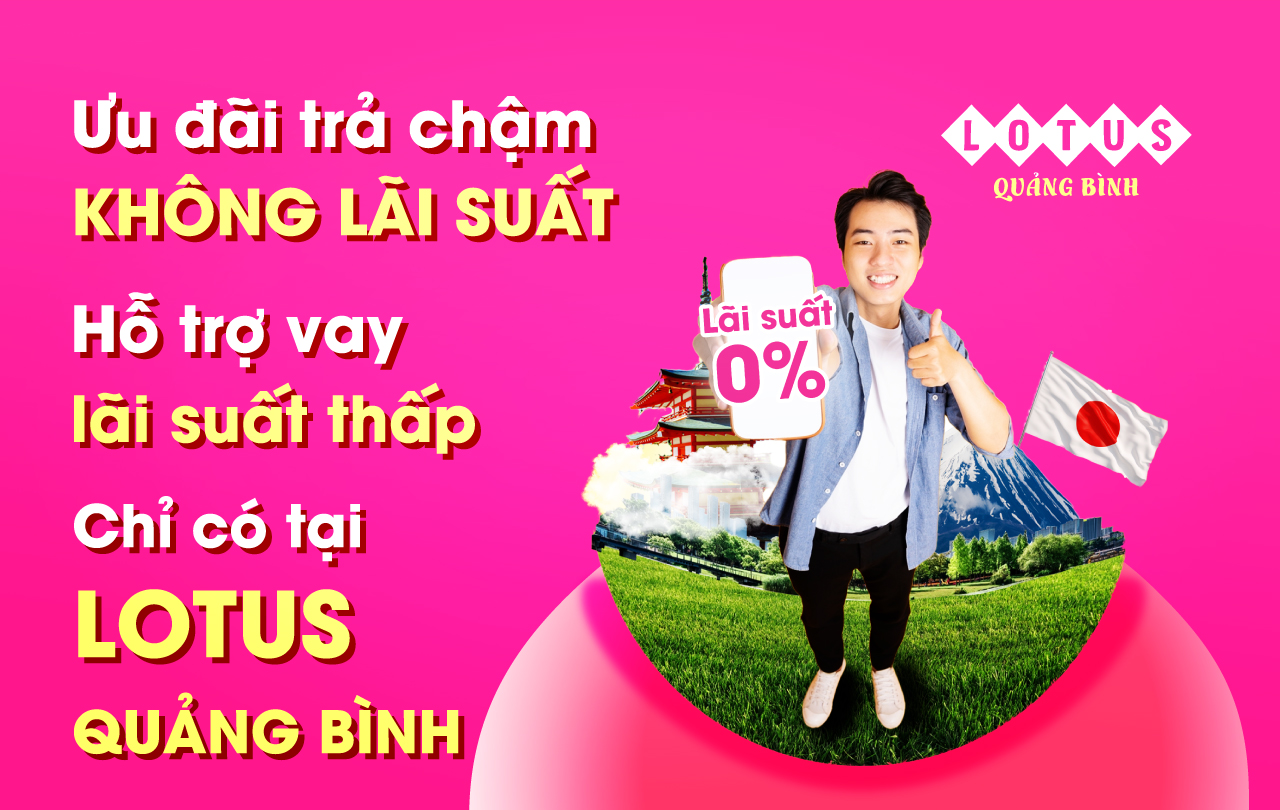 Ưu đãi trả chậm
KHÔNG LÃI SUẤT
Hỗ trợ vay
lãi suất thấp
Chỉ có tại
LOTUS
QUẢNG BÌNH
LOTUS
QUẢNG BÌNH
Lãi suất
0%